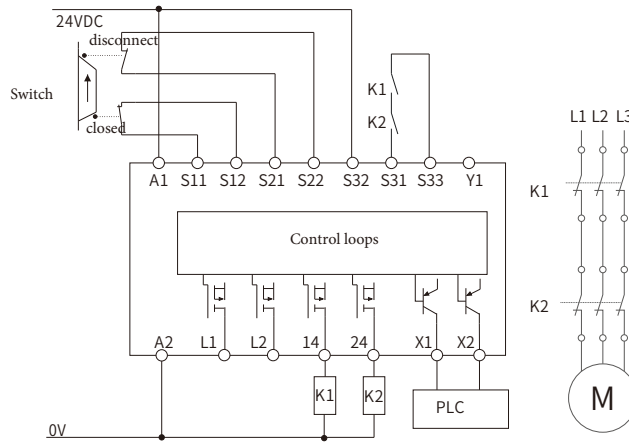 24VDC
disconnect
Switch
closed
K1
K2
A1 S11 S12 S21 S22 S32 S31 S33 Y1
L1 L2 L3
K1
Control loops
K2
A2 L1 L2 14 24 X1 X2
K1 K2 PLC
M
0V